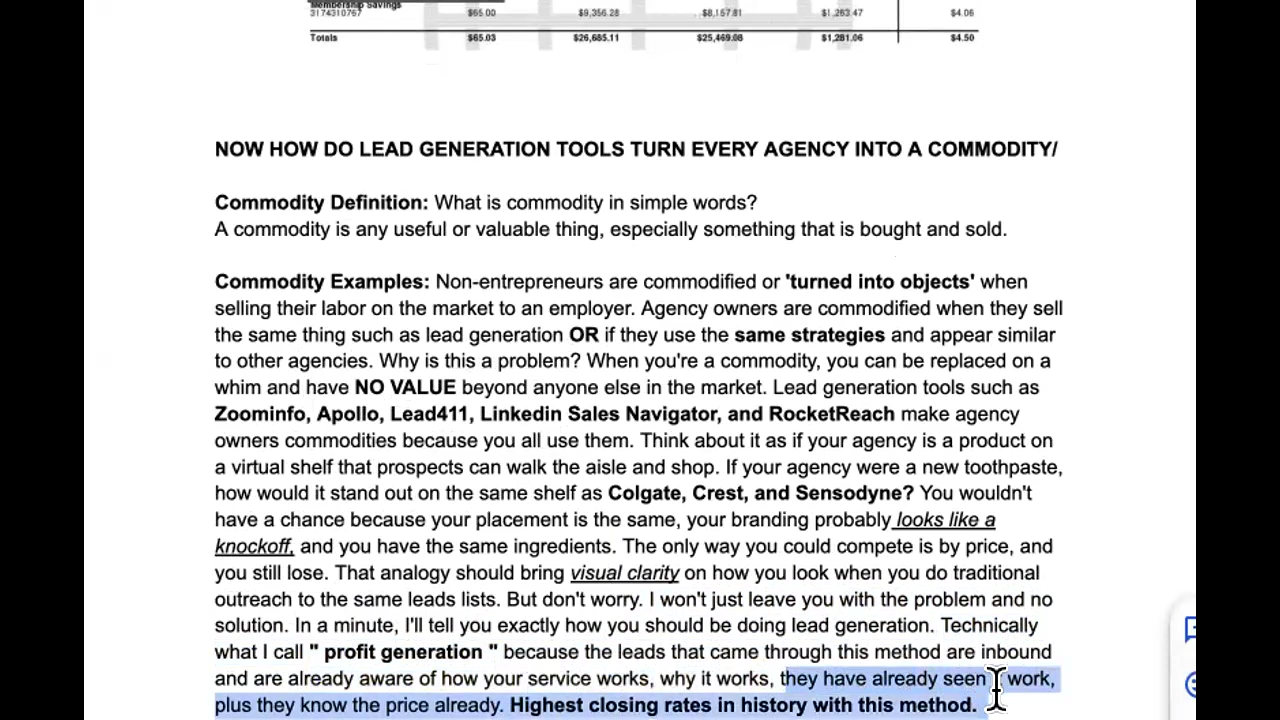 Membership Savings
3174310767 $65.00 $9,356.28 $8,157.81 $1,263.47 $4.06
Totals $65.03 $26,685.11 $25,469.08 $1,281.06 $4.50
NOW HOW DO LEAD GENERATION TOOLS TURN EVERY AGENCY INTO A COMMODITY/
Commodity Definition: What is commodity in simple words?
A commodity is any useful or valuable thing, especially something that is bought and sold.
Commodity Examples: Non-entrepreneurs are commodified or 'turned into objects' when
selling their labor on the market to an employer. Agency owners are commodified when they sell
the same thing such as lead generation OR if they use the same strategies and appear similar
to other agencies. Why is this a problem? When you're a commodity, you can be replaced on a
whim and have NO VALUE beyond anyone else in the market. Lead generation tools such as
Zoominfo, Apollo, Lead411, Linkedin Sales Navigator, and RocketReach make agency
owners commodities because you all use them. Think about it as if your agency is a product on
a virtual shelf that prospects can walk the aisle and shop. If your agency were a new toothpaste,
how would it stand out on the same shelf as Colgate, Crest, and Sensodyne? You wouldn't
have a chance because your placement is the same, your branding probably looks like a
knockoff, and you have the same ingredients. The only way you could compete is by price, and
you still lose. That analogy should bring visual clarity on how you look when you do traditional
outreach to the same leads lists. But don't worry. I won't just leave you with the problem and no
solution. In a minute, I'll tell you exactly how you should be doing lead generation. Technically
what I call " profit generation " because the leads that came through this method are inbound
and are already aware of how your service works, why it works, they have already seen work,
plus they know the price already. Highest closing rates in history with this method.